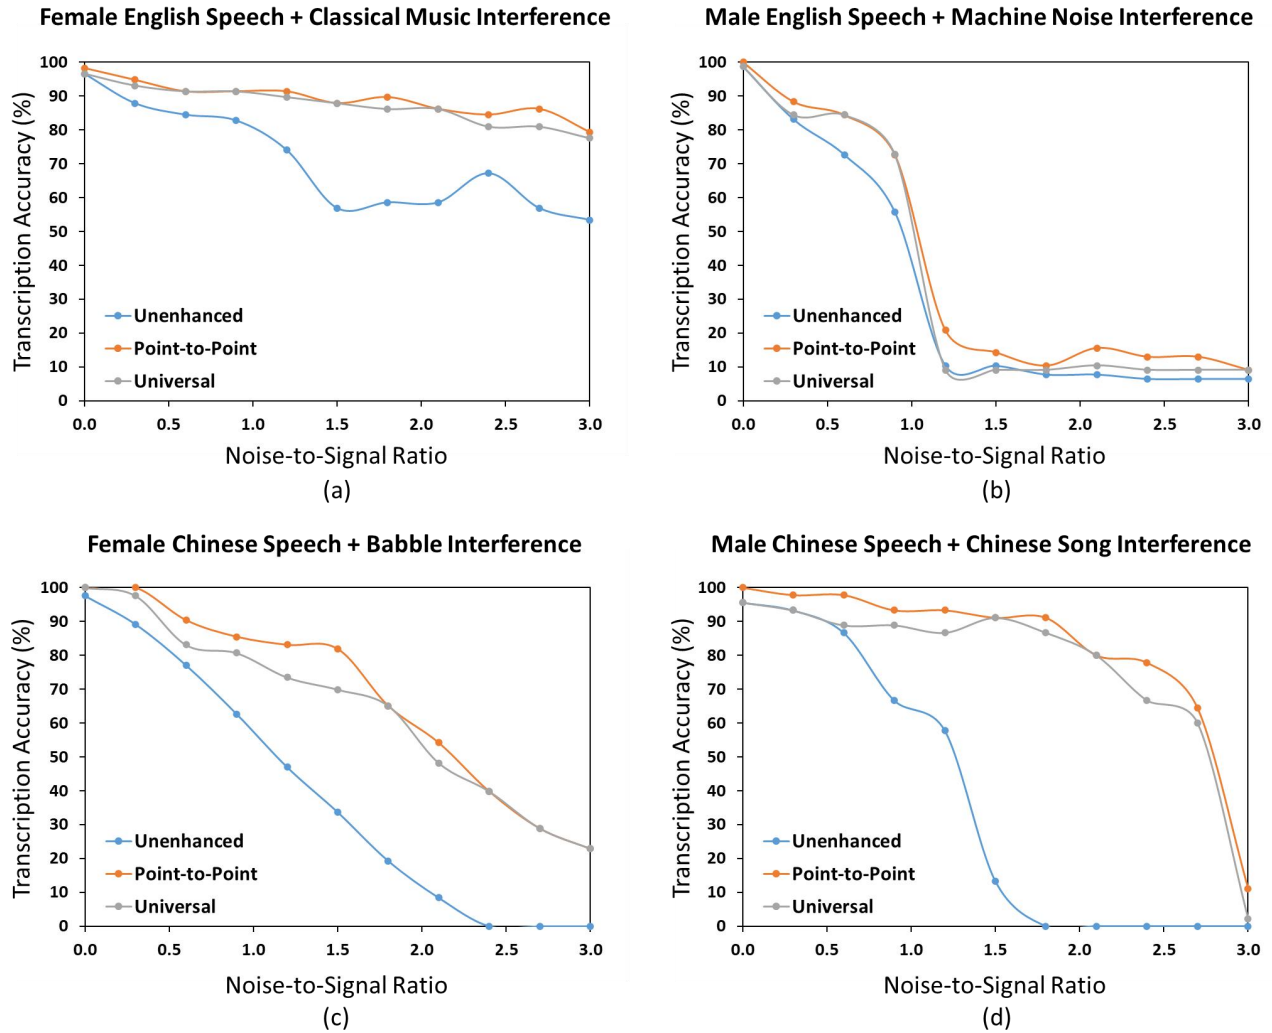 Female English Speech + Classical Music Interference
Transcription Accuracy (%)
100
90
80
70
60
50
40
30
20
10
0
Unenhanced
Point-to-Point
Universal
0.0 0.5 1.0 1.5 2.0 2.5 3.0
Noise-to-Signal Ratio
(a)
Male English Speech + Machine Noise Interference
Transcription Accuracy (%)
100
90
80
70
60
50
40
30
20
10
0
Unenhanced
Point-to-Point
Universal
0.0 0.5 1.0 1.5 2.0 2.5 3.0
Noise-to-Signal Ratio
(b)
Female Chinese Speech + Babble Interference
Transcription Accuracy (%)
100
90
80
70
60
50
40
30
20
10
0
Unenhanced
Point-to-Point
Universal
0.0 0.5 1.0 1.5 2.0 2.5 3.0
Noise-to-Signal Ratio
(c)
Male Chinese Speech + Chinese Song Interference
Transcription Accuracy (%)
100
90
80
70
60
50
40
30
20
10
0
Unenhanced
Point-to-Point
Universal
0.0 0.5 1.0 1.5 2.0 2.5 3.0
Noise-to-Signal Ratio
(d)